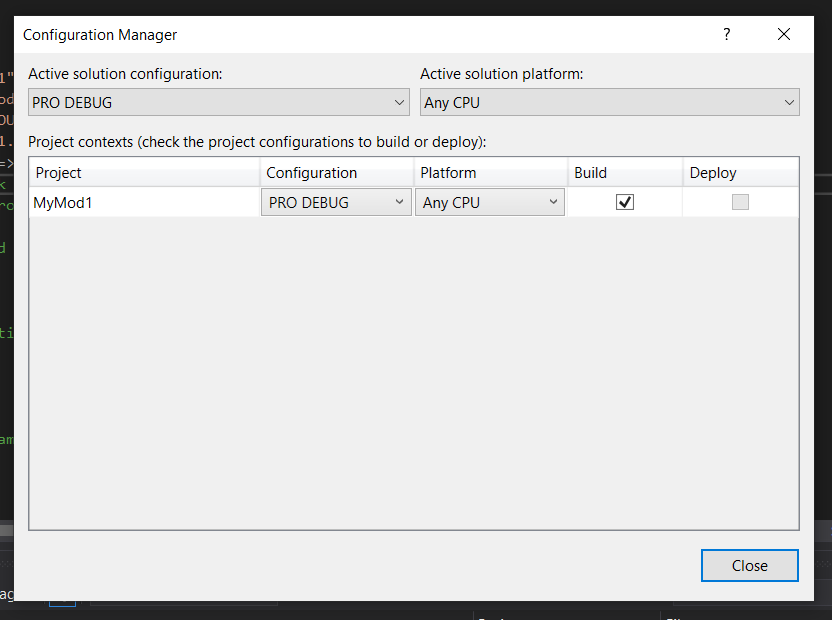 Configuration Manager
?
Active solution configuration: Active solution platform:
PRO DEBUG Any CPU
Project contexts (check the project configurations to build or deploy):
Project Configuration Platform Build Deploy
MyMod1 PRO DEBUG Any CPU
Close